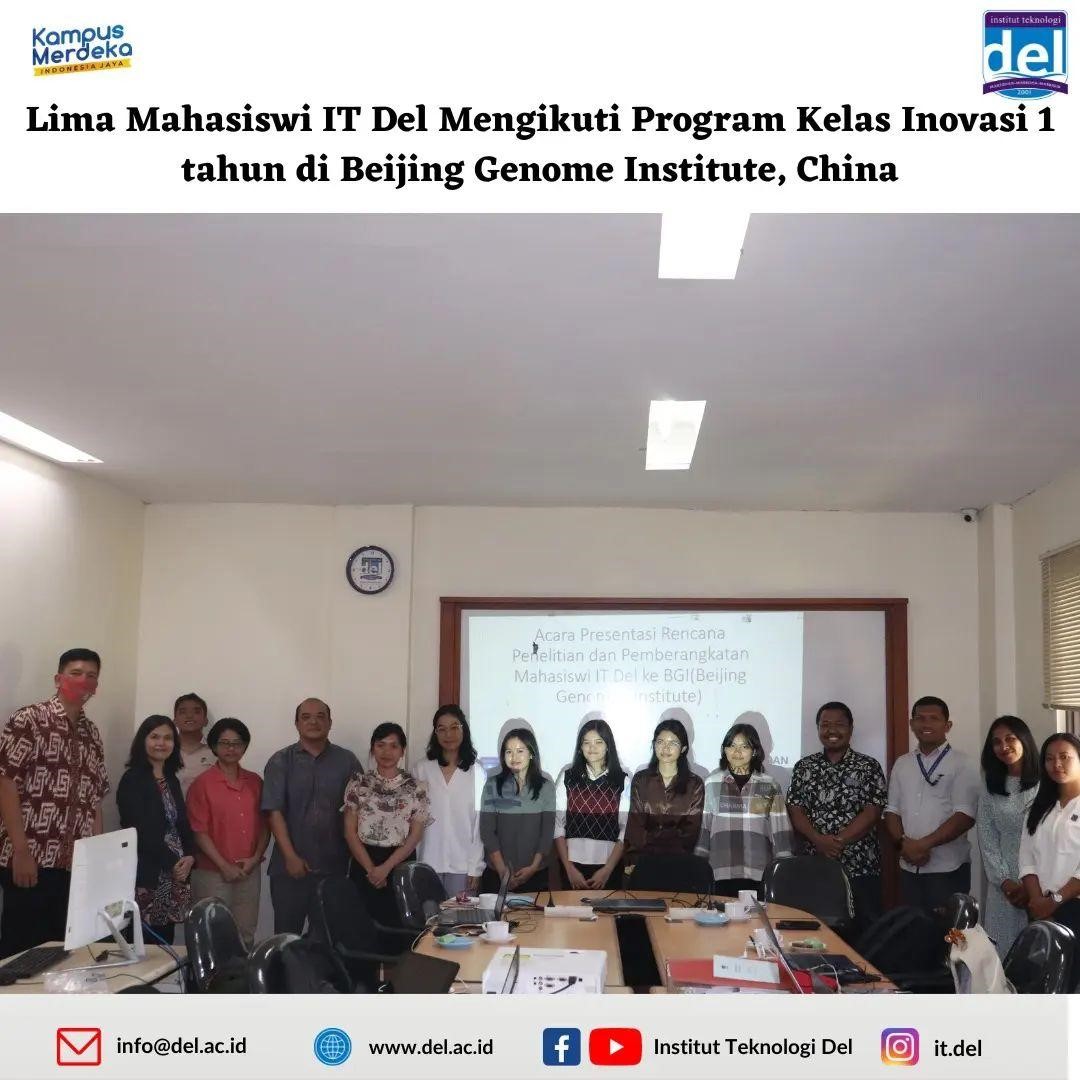 Kampus
Merdeka
INDONESIA JAYA
institut teknologi
del
2001
Lima Mahasiswi IT Del Mengikuti Program Kelas Inovasi 1
tahun di Beijing Genome Institute, China
del
Acara Presentasi Rencana
Penelitian dan Pemberangkatan
Mahasiswi IT Del ke BGI(Beijing
Institute)
DAN
info@del.ac.id
www.del.ac.id
Institut Teknologi Del
it.del